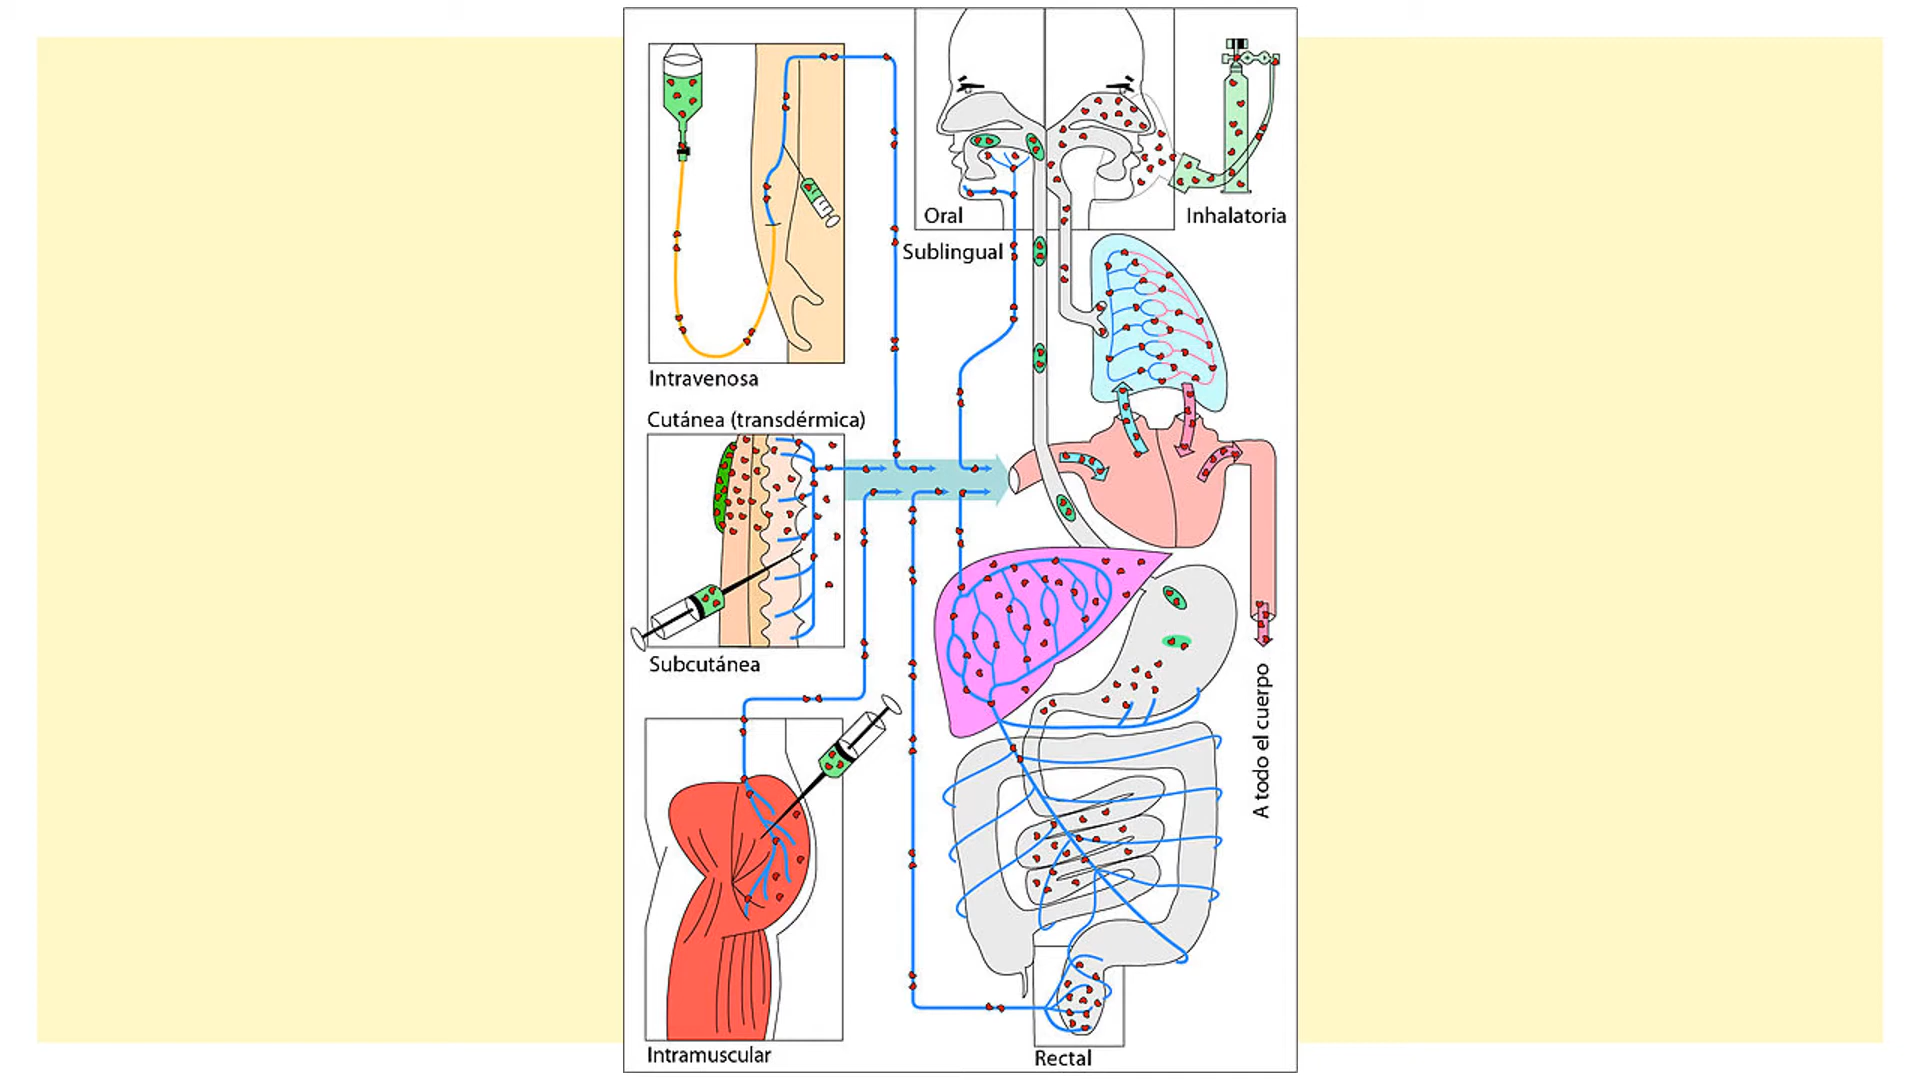 Oral
Inhalatoria
Sublingual
Intravenosa
Cutánea (transdérmica)
Subcutánea
A todo el cuerpo
Intramuscular
Rectal